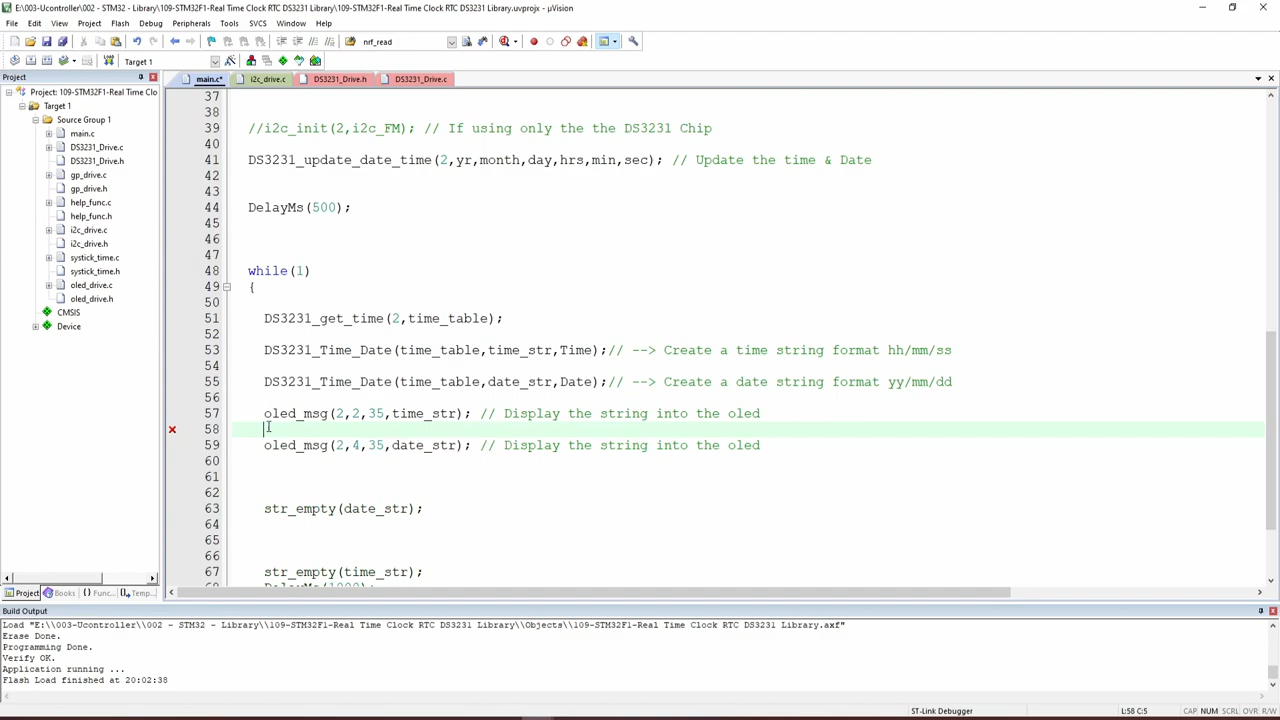 E:\003-Ucontroller\002 - STM32 - Library\109-STM32F1-Real Time Clock RTC DS3231 Library\109-STM32F1-Real Time Clock RTC DS3231 Library.uvprojx - µVision
File Edit View Project Flash Debug Peripherals Tools SVCS Window Help
nrf_read
Target 1
Project
main.c* i2c_drive.c DS3231_Drive.h DS3231_Drive.c
Project: 109-STM32F1-Real Time Clo
Target 1
Source Group 1
main.c
DS3231_Drive.c
DS3231_Drive.h
gp_drive.c
gp_drive.h
help_func.c
help_func.h
i2c_drive.c
i2c_drive.h
systick_time.c
systick_time.h
oled_drive.c
oled_drive.h
CMSIS
Device
Project Books Func... Temp...
37
38
39 //i2c_init(2,i2c_FM); // If using only the the DS3231 Chip
40
41 DS3231_update_date_time(2,yr,month,day,hrs,min,sec); // Update the time & Date
42
43
44 DelayMs(500);
45
46
47
48 while(1)
49 {
50
51 DS3231_get_time(2,time_table);
52
53 DS3231_Time_Date(time_table,time_str,Time);// --> Create a time string format hh/mm/ss
54
55 DS3231_Time_Date(time_table,date_str,Date);// --> Create a date string format yy/mm/dd
56
57 oled_msg(2,2,35,time_str); // Display the string into the oled
58
59 oled_msg(2,4,35,date_str); // Display the string into the oled
60
61
62
63 str_empty(date_str);
64
65
66
67 str_empty(time_str);
68 DelayMs(1000);
Build Output
Load "E:\\003-Ucontroller\\002 - STM32 - Library\\109-STM32F1-Real Time Clock RTC DS3231 Library\\Objects\\109-STM32F1-Real Time Clock RTC DS3231 Library.axf"
Erase Done.
Programming Done.
Verify OK.
Application running ...
Flash Load finished at 20:02:38
ST-Link Debugger L:58 C:5 CAP NUM SCRL OVR R/W